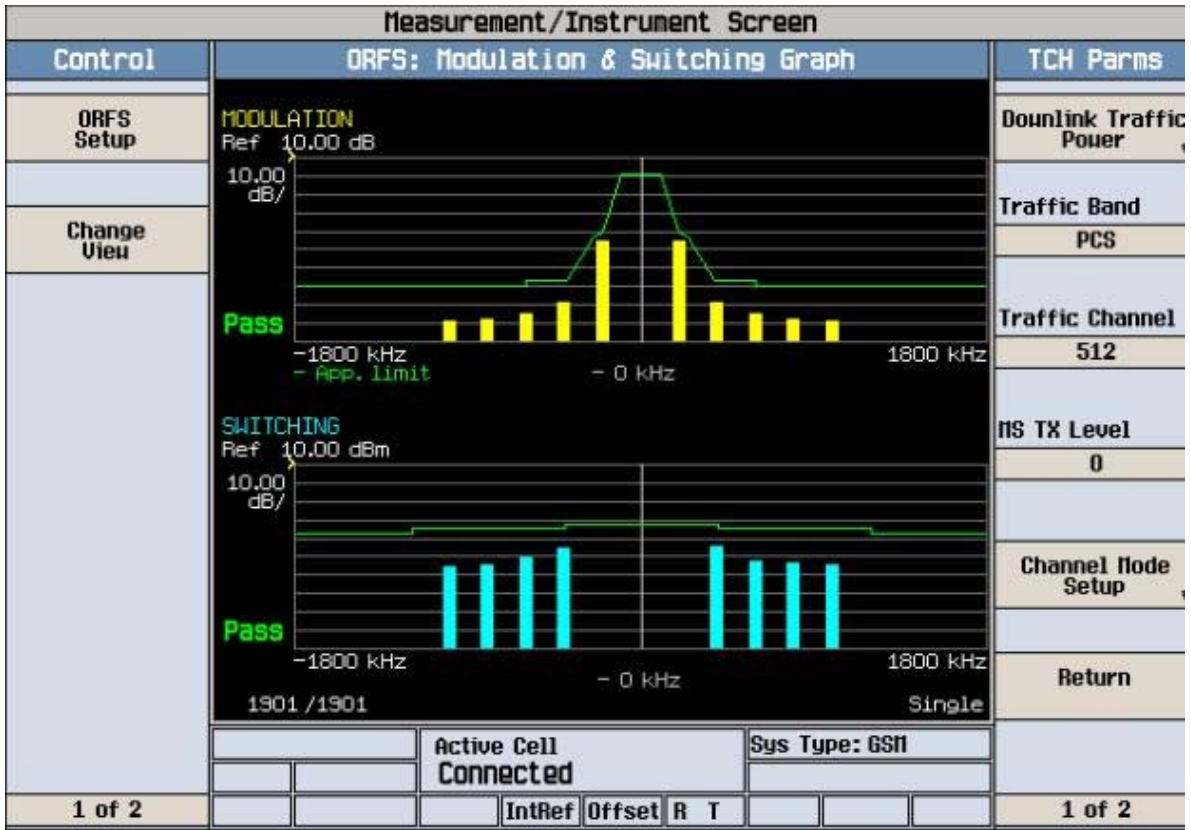 Measurement/Instrument Screen
Control
ORFS: Modulation & Switching Graph
TCH Parms
ORFS
Setup
Change
View
1 of 2
MODULATION
Ref 10.00 dB
10.00
dB/
Pass
-1800 kHz
1800 kHz
- App. limit
- 0 kHz
SWITCHING
Ref 10.00 dBm
10.00
dB/
Pass
-1800 kHz
1800 kHz
- 0 kHz
1901/1901
Single
Active Cell
Connected
Sys Type: GSM
IntRef
Offset
R T
Downlink Traffic
Power
Traffic Band
PCS
Traffic Channel
512
MS TX Level
0
Channel Mode
Setup
Return
1 of 2